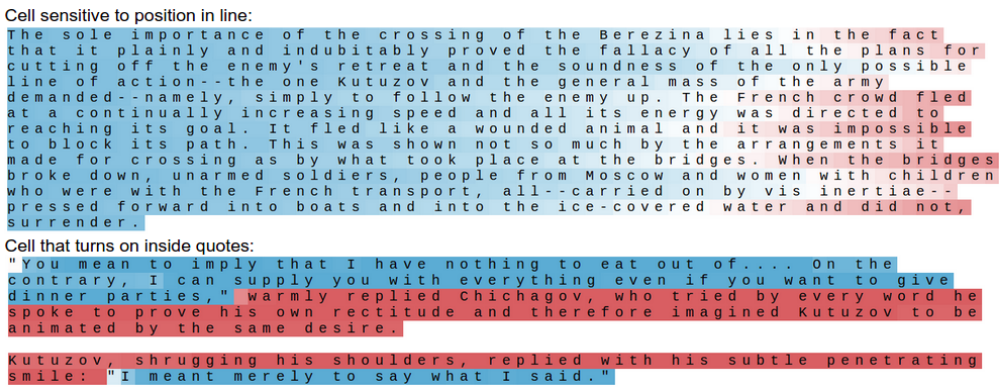 Cell sensitive to position in line:
The sole importance of the crossing of the Berezina lies in the fact
that it plainly and indubitably proved the fallacy of all the plans for
cutting off the enemy's retreat and the soundness of the only possible
line of action--the one Kutuzov and the general mass of the army
demanded--namely, simply to follow the enemy up. The French crowd fled
at a continually increasing speed and all its energy was directed to
reaching its goal. It fled like a wounded animal and it was impossible
to block its path. This was shown not so much by the arrangements it
made for crossing as by what took place at the bridges. When the bridges
broke down, unarmed soldiers, people from Moscow and women with children
who were with the French transport, all--carried on by vis inertiae--
pressed forward into boats and into the ice-covered water and did not,
surrender.
Cell that turns on inside quotes:
"You mean to imply that I have nothing to eat out of.... On the
contrary, I can supply you with everything even if you want to give
dinner parties," warmly replied Chichagov, who tried by every word he
spoke to prove his own rectitude and therefore imagined Kutuzov to be
animated by the same desire.
Kutuzov, shrugging his shoulders, replied with his subtle penetrating
smile: "I meant merely to say what I said."